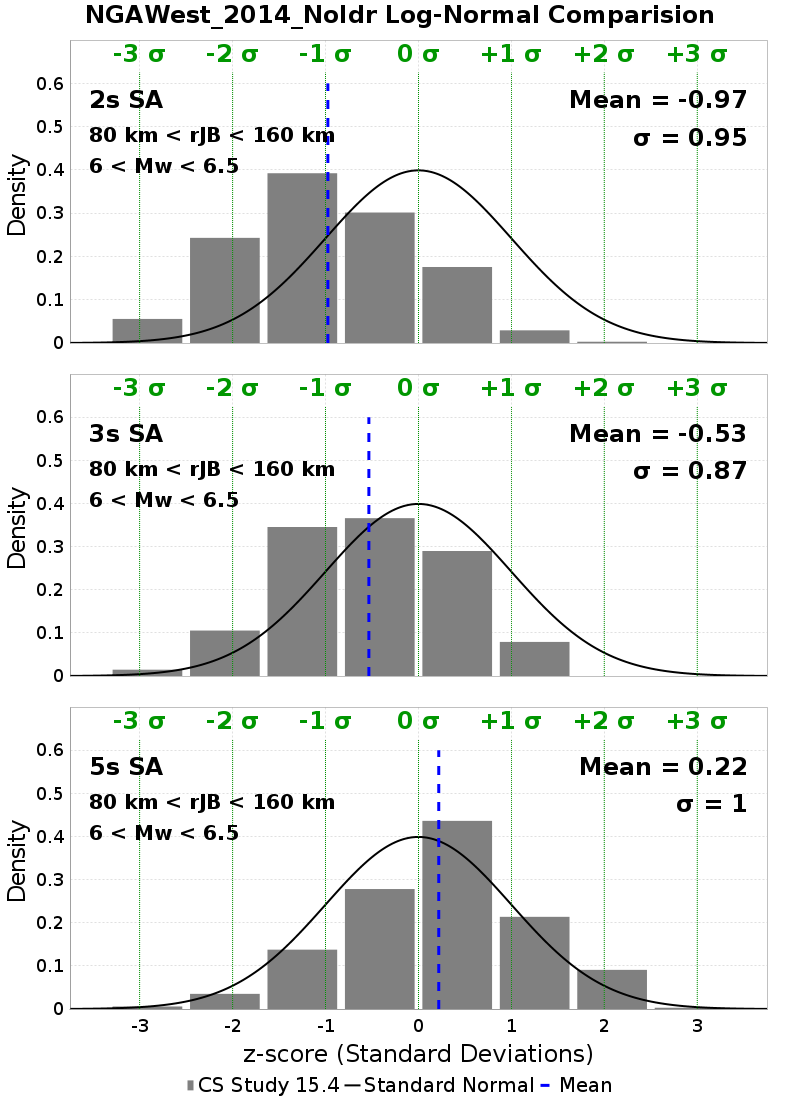 NGAWest_2014_NoIdr Log-Normal Comparision
-3 σ -2 σ -1 σ 0 σ +1 σ +2 σ +3 σ
0.6
2s SA Mean = -0.97
0.5
80 km < rJB < 160 km σ = 0.95
6 < Mw < 6.5
0.4
Density
0.3
0.2
0.1
0
-3 σ -2 σ -1 σ 0 σ +1 σ +2 σ +3 σ
0.6
3s SA Mean = -0.53
0.5
80 km < rJB < 160 km σ = 0.87
6 < Mw < 6.5
0.4
Density
0.3
0.2
0.1
0
-3 σ -2 σ -1 σ 0 σ +1 σ +2 σ +3 σ
0.6
5s SA Mean = 0.22
0.5
80 km < rJB < 160 km σ = 1
6 < Mw < 6.5
0.4
Density
0.3
0.2
0.1
0
-3 -2 -1 0 1 2 3
z-score (Standard Deviations)
CS Study 15.4 Standard Normal Mean